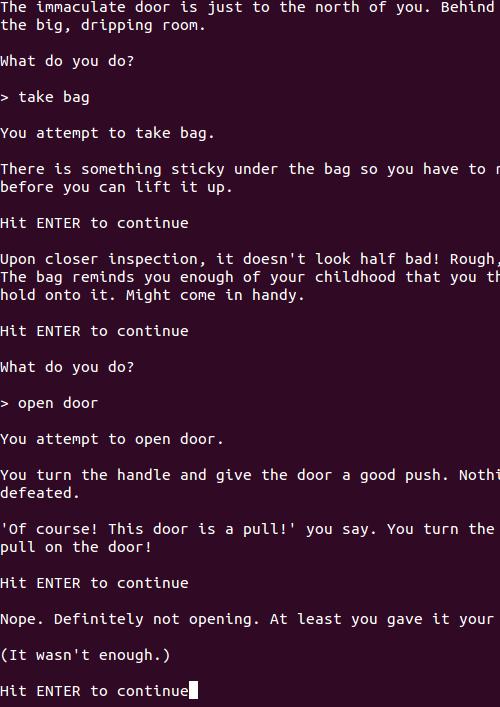 The immaculate door is just to the north of you. Behind
the big, dripping room.
What do you do?
> take bag
You attempt to take bag.
There is something sticky under the bag so you have to
before you can lift it up.
Hit ENTER to continue
Upon closer inspection, it doesn't look half bad! Rough,
The bag reminds you enough of your childhood that you
hold onto it. Might come in handy.
Hit ENTER to continue
What do you do?
> open door
You attempt to open door.
You turn the handle and give the door a good push.
defeated.
'Of course! This door is a pull!' you say. You turn the
pull on the door!
Hit ENTER to continue
Nope. Definitely not opening. At least you gave it your
(It wasn't enough.)
Hit ENTER to continue